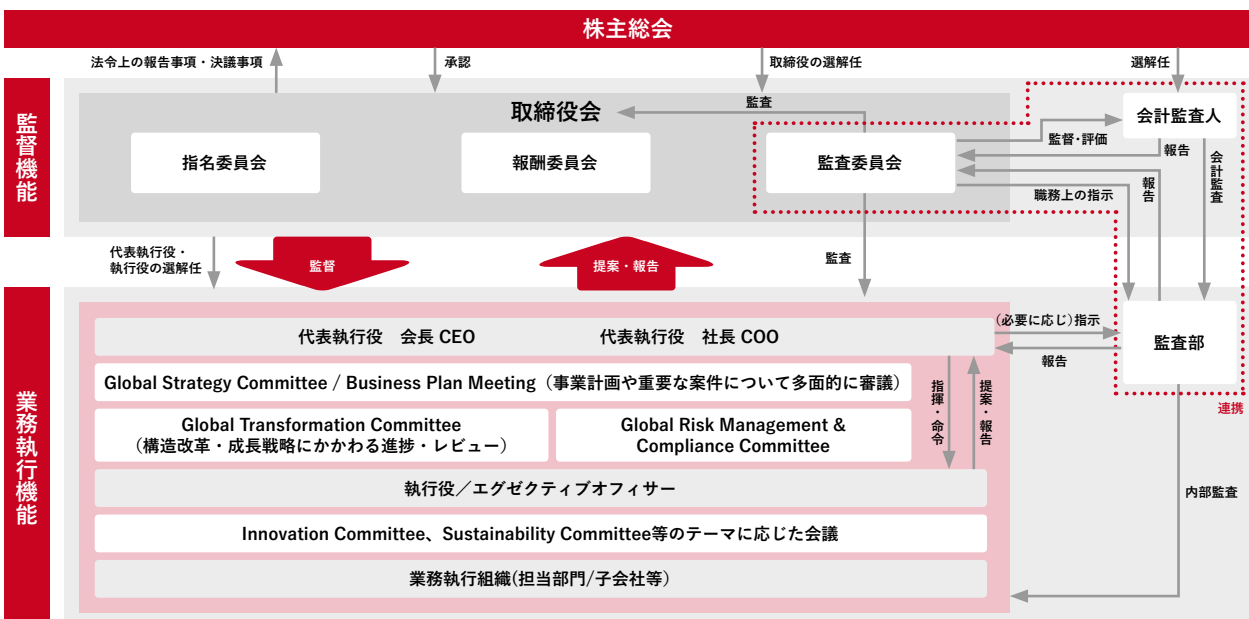 株主総会
法令上の報告事項・決議事項
承認
取締役の選解任
選解任
監督機能
取締役会
監査
会計監査人
指名委員会
報酬委員会
監査委員会
監督・評価
報告
会計監査
報告
職務上の指示
代表執行役・
執行役の選解任
監督
提案・報告
監査
業務執行機能
代表執行役　会長 CEO
代表執行役　社長 COO
(必要に応じ)指示
報告
監査部
連携
Global Strategy Committee / Business Plan Meeting（事業計画や重要な案件について多面的に審議）
指揮・命令
提案・報告
Global Transformation Committee
（構造改革・成長戦略にかかわる進捗・レビュー）
Global Risk Management &
Compliance Committee
執行役／エグゼクティブオフィサー
内部監査
Innovation Committee、Sustainability Committee等のテーマに応じた会議
業務執行組織(担当部門/子会社等）